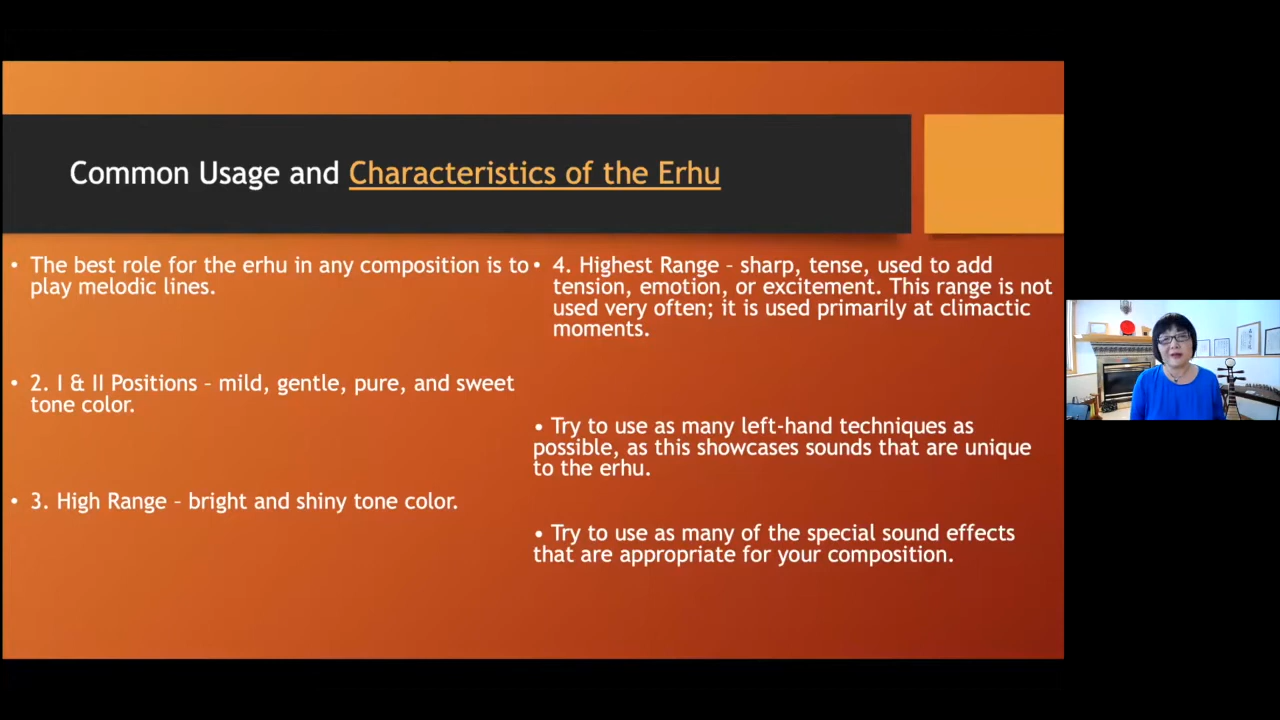 Common Usage and Characteristics of the Erhu
• The best role for the erhu in any composition is to
play melodic lines.
• 2. I & II Positions – mild, gentle, pure, and sweet
tone color.
• 3. High Range – bright and shiny tone color.
• 4. Highest Range – sharp, tense, used to add
tension, emotion, or excitement. This range is not
used very often; it is used primarily at climactic
moments.
• Try to use as many left-hand techniques as
possible, as this showcases sounds that are unique
to the erhu.
• Try to use as many of the special sound effects
that are appropriate for your composition.